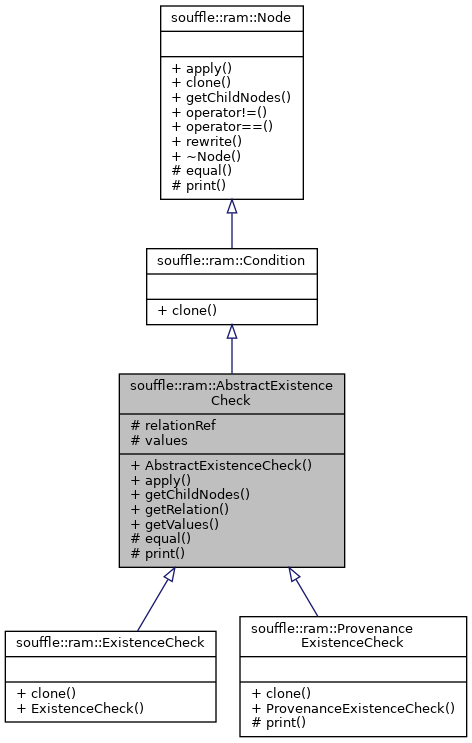 souffle::ram::Node
+ apply()
+ clone()
+ getChildNodes()
+ operator!=()
+ operator==()
+ rewrite()
+ ~Node()
# equal()
# print()
souffle::ram::Condition
+ clone()
souffle::ram::AbstractExistence
Check
# relationRef
# values
+ AbstractExistenceCheck()
+ apply()
+ getChildNodes()
+ getRelation()
+ getValues()
# equal()
# print()
souffle::ram::ExistenceCheck
+ clone()
+ ExistenceCheck()
souffle::ram::Provenance
ExistenceCheck
+ clone()
+ ProvenanceExistenceCheck()
# print()